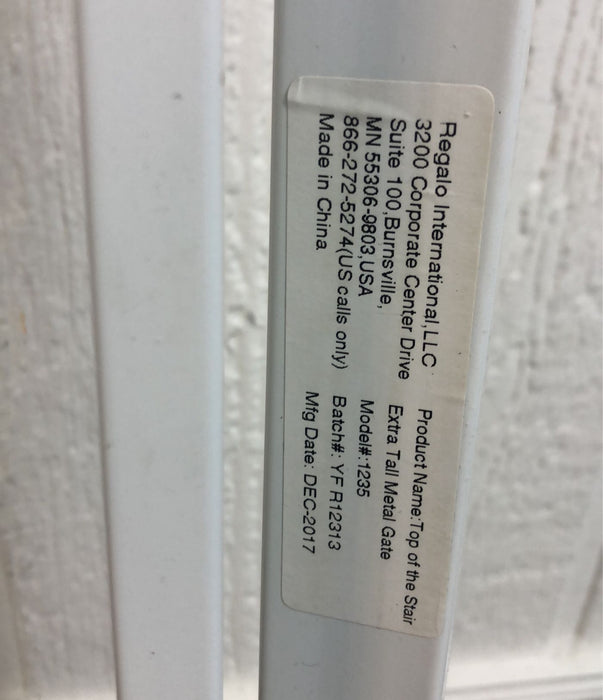 Regalo International,LLC
3200 Corporate Center Drive
Suite 100,Burnsville,
MN 55306-9803,USA
866-272-5274(US calls only)
Made in China.
Product Name:Top of the Stair
Extra Tall Metal Gate
Model#:1235
Batch#: YF R12313
Mfg Date: DEC-2017